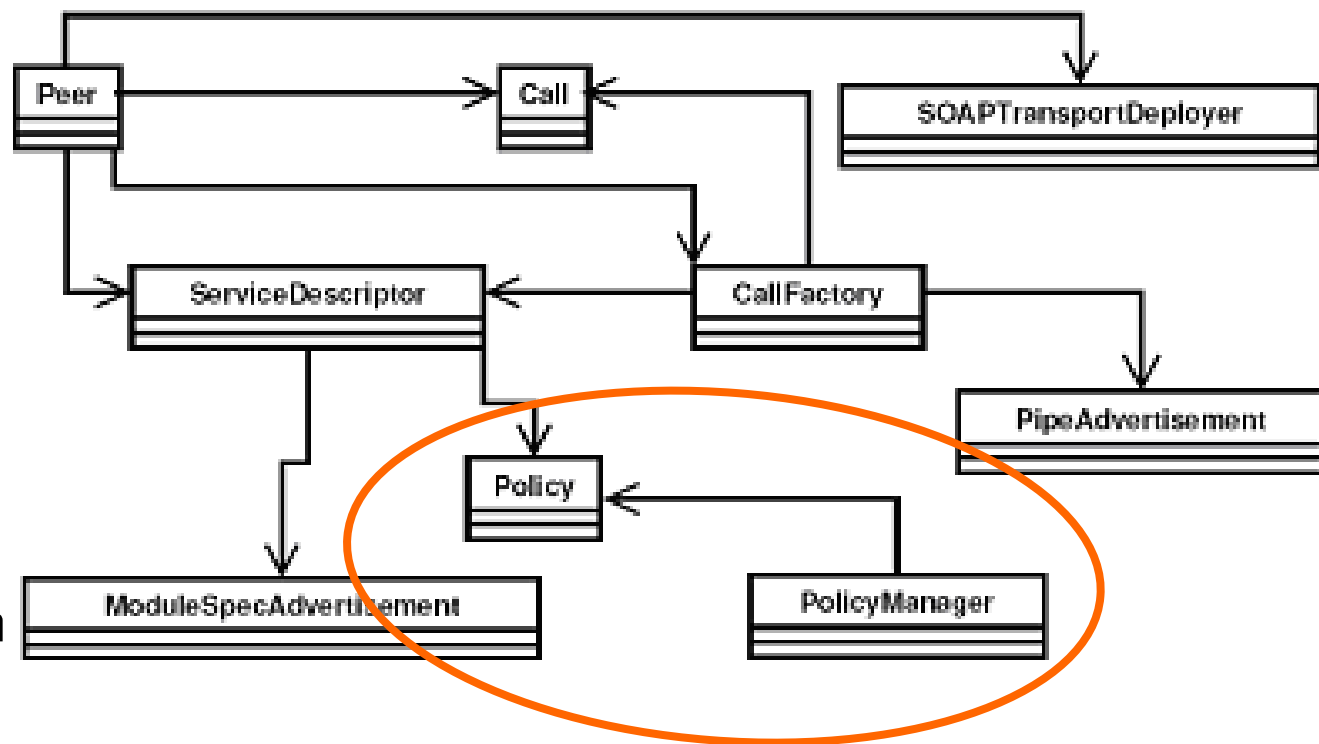 Peer
Call
SOAPTransportDeployer
ServiceDescriptor
CallFactory
PipeAdvertisement
Policy
ModuleSpecAdvertisement
PolicyManager